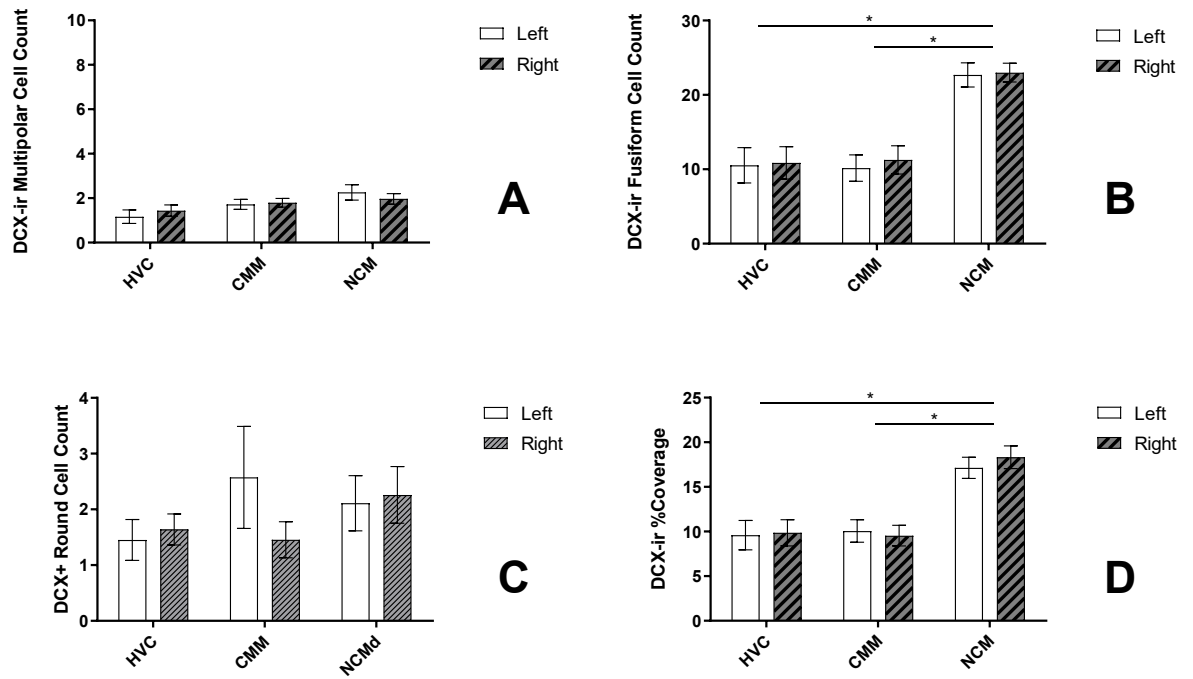 DCX-ir Multipolar Cell Count
10
8
6
4
2
0
HVC
CMM
NCM
Left
Right
A
DCX-ir Fusiform Cell Count
30
20
10
0
*
*
HVC
CMM
NCM
Left
Right
B
DCX+ Round Cell Count
4
3
2
1
0
HVC
CMM
NCMd
Left
Right
C
DCX-ir %Coverage
25
20
15
10
5
0
*
*
HVC
CMM
NCM
Left
Right
D